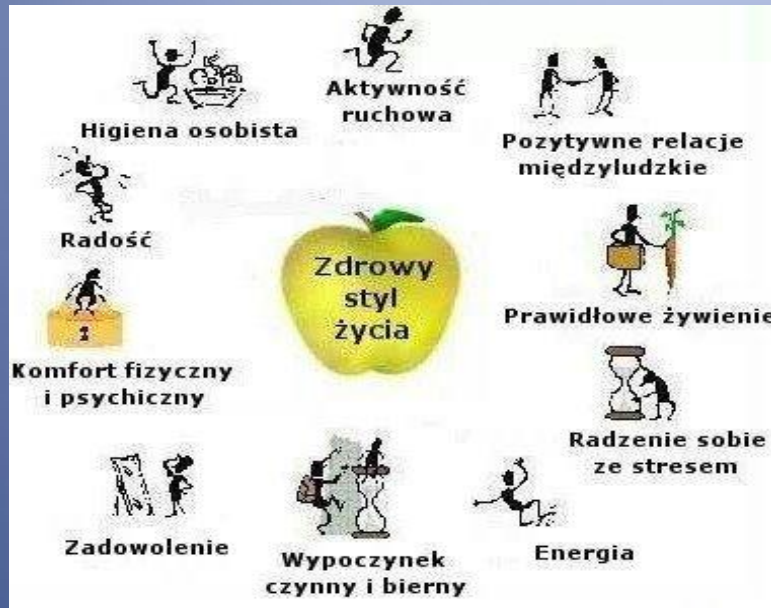 Higiena osobista
Aktywność
ruchowa
Pozytywne relacje
międzyludzkie
Radość
Zdrowy
styl
życia
Prawidłowe żywienie
Komfort fizyczny
i psychiczny
Radzenie sobie
ze stresem
Zadowolenie
Wypoczynek
czynny i bierny
Energia